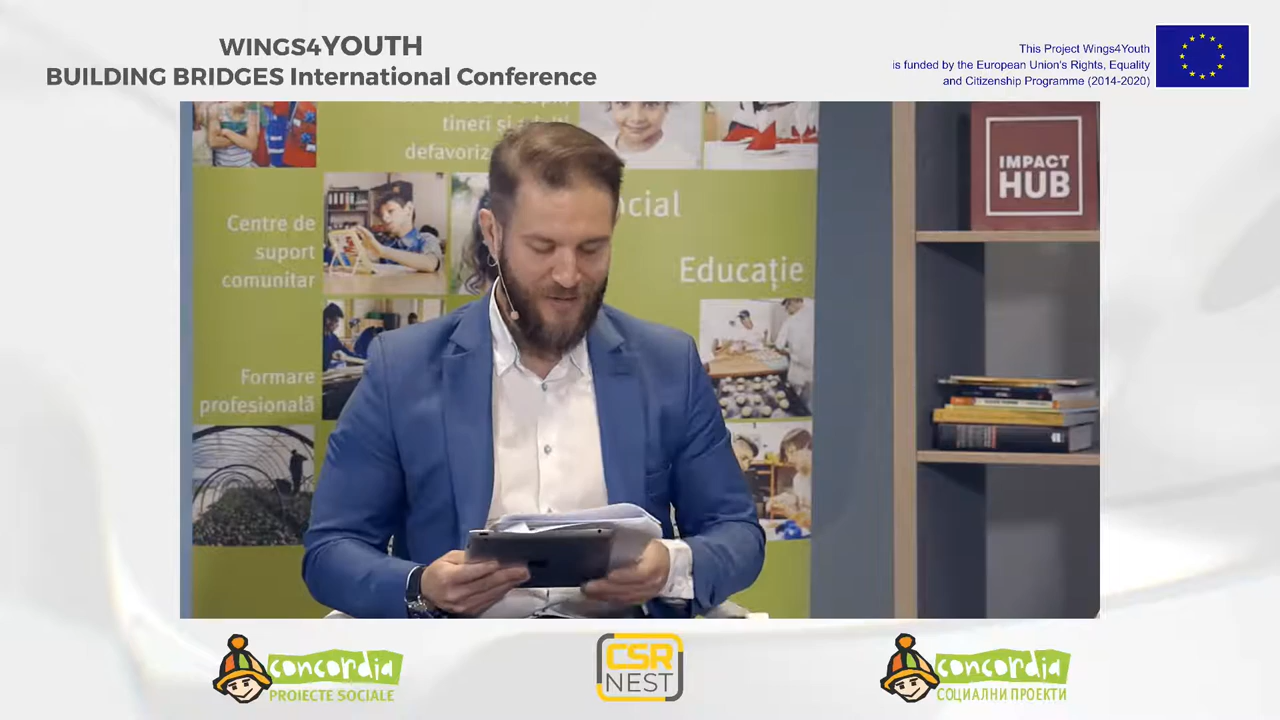 WINGS4YOUTH
BUILDING BRIDGES International Conference
This Project Wings4Youth
is funded by the European Union's Rights, Equality
and Citizenship Programme (2014-2020)
tineri și
defavoriz
IMPACT
HUB
Centre de
suport
comunitar
Educație
Formare
profesională
concordia
PROIECTE SOCIALE
CSR
NEST
concordia
СОЦИАЛНИ ПРОЕКТИ